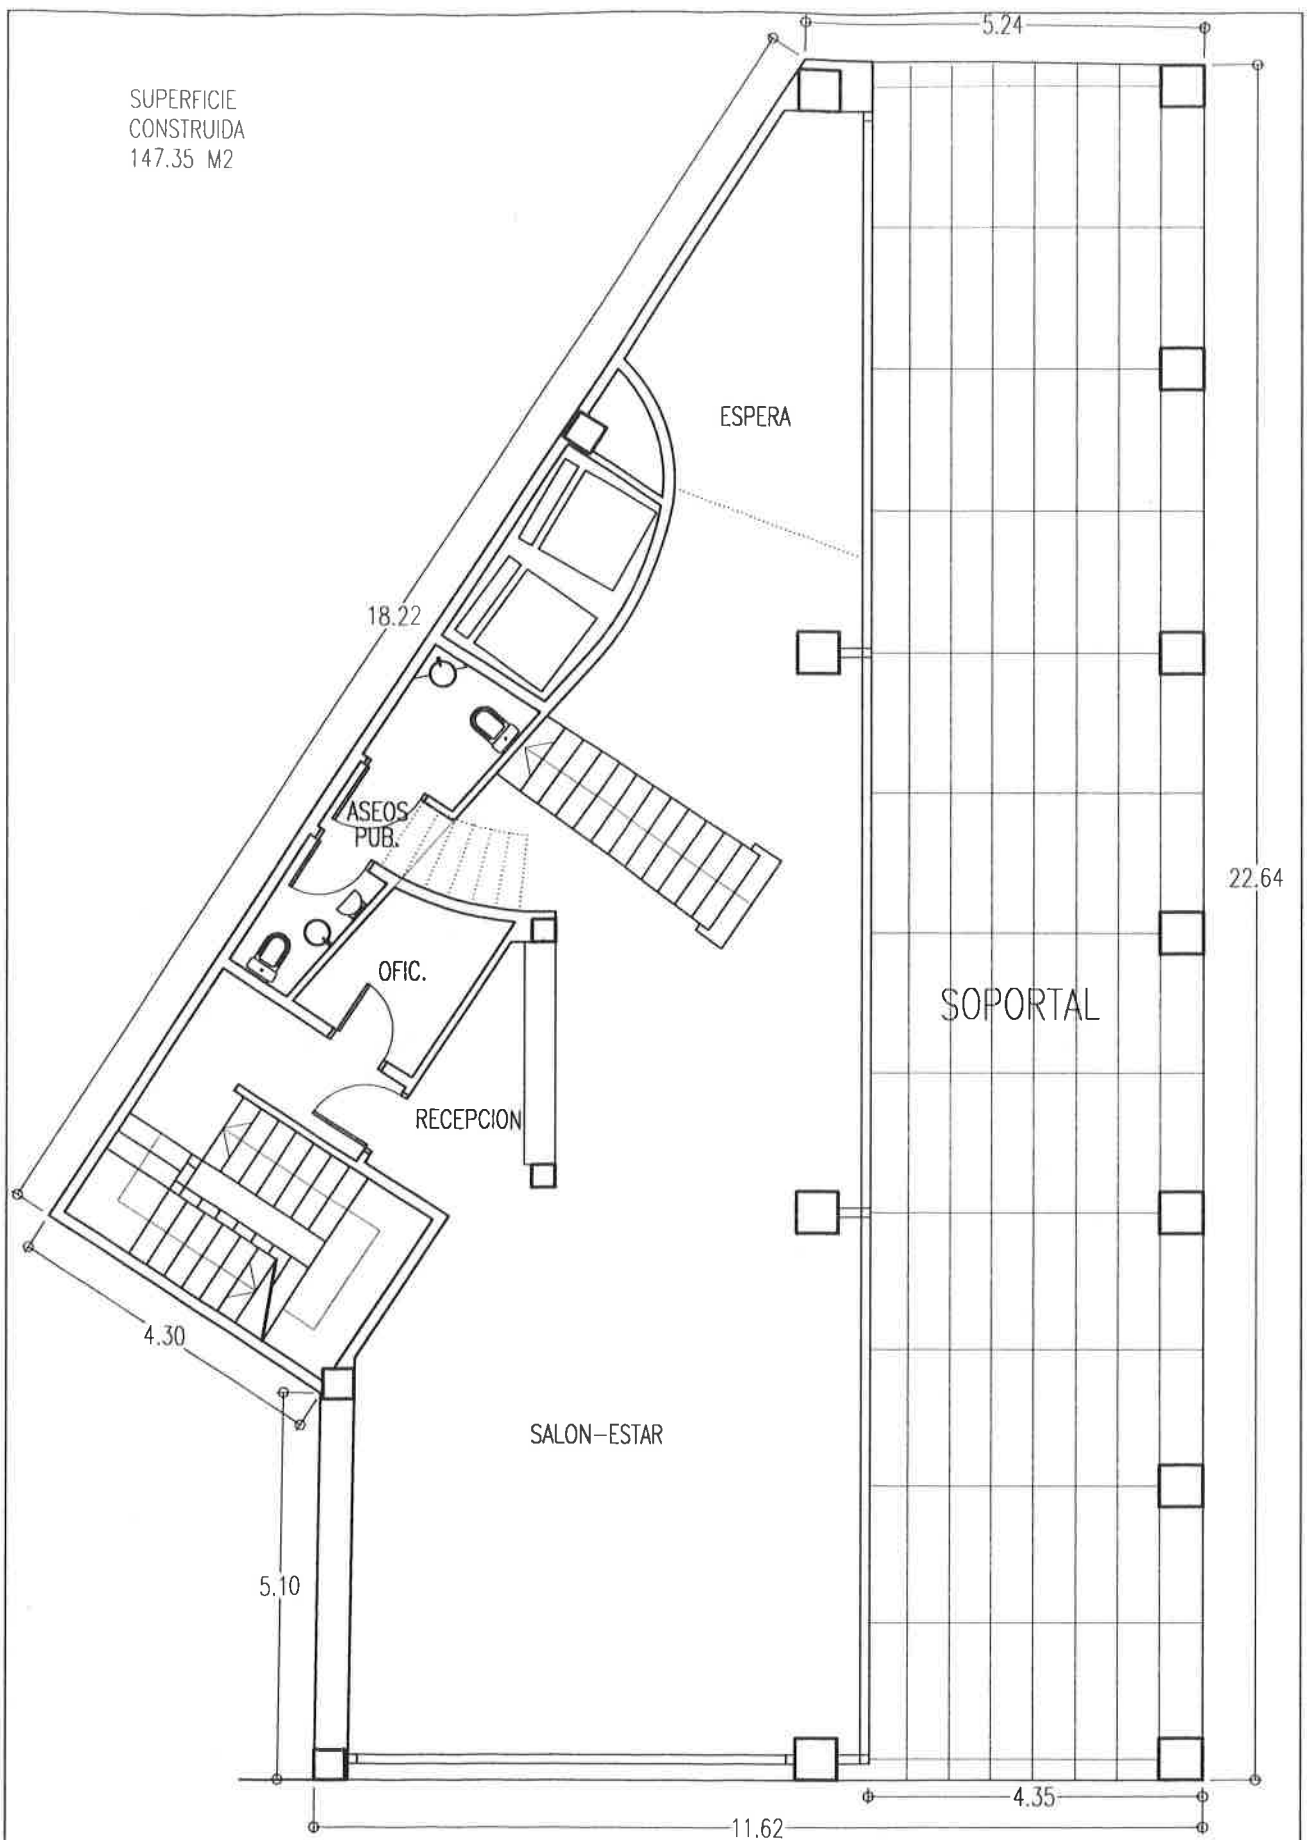 5.24
SUPERFICIE
CONSTRUIDA
147.35 M2
ESPERA
18.22
ASEOS
PUB.
22.64
OFIC.
SOPORTAL
RECEPCION
4.30
SALON-ESTAR
5.10
4.35
11.62